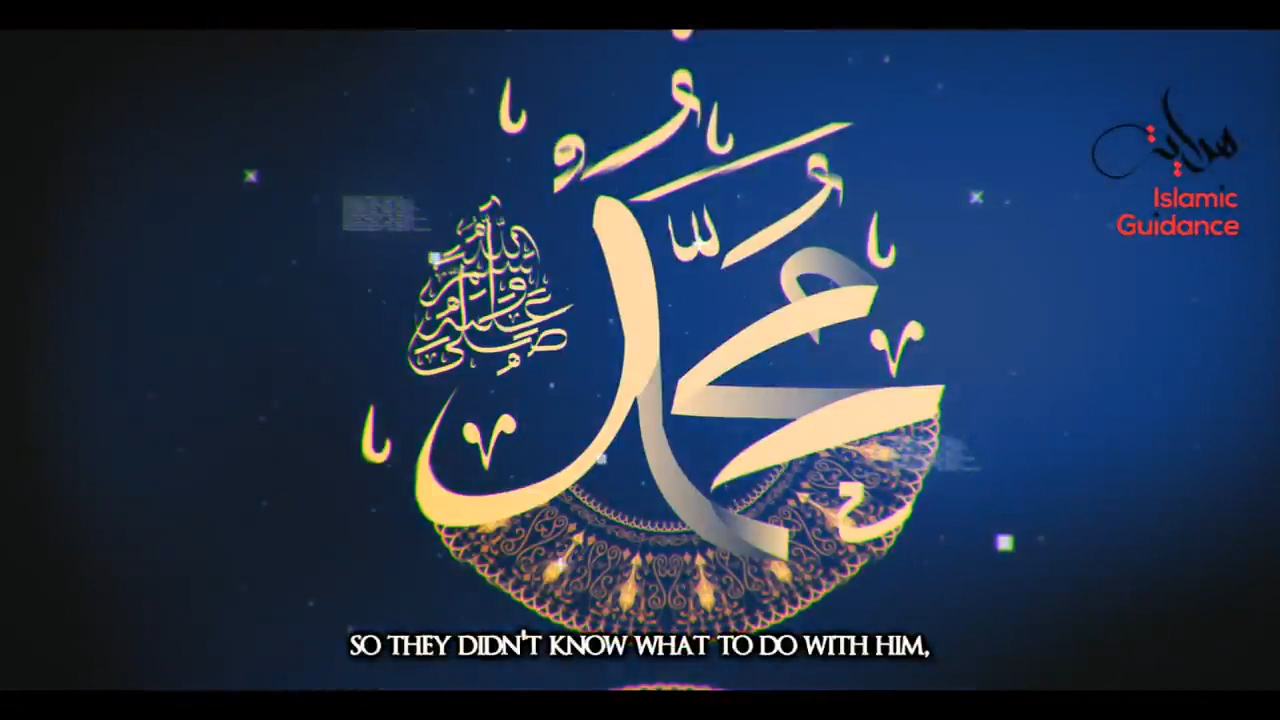 محمد
صلى الله عليه وسلم
هداية
Islamic
Guidance
SO THEY DIDN'T KNOW WHAT TO DO WITH HIM,